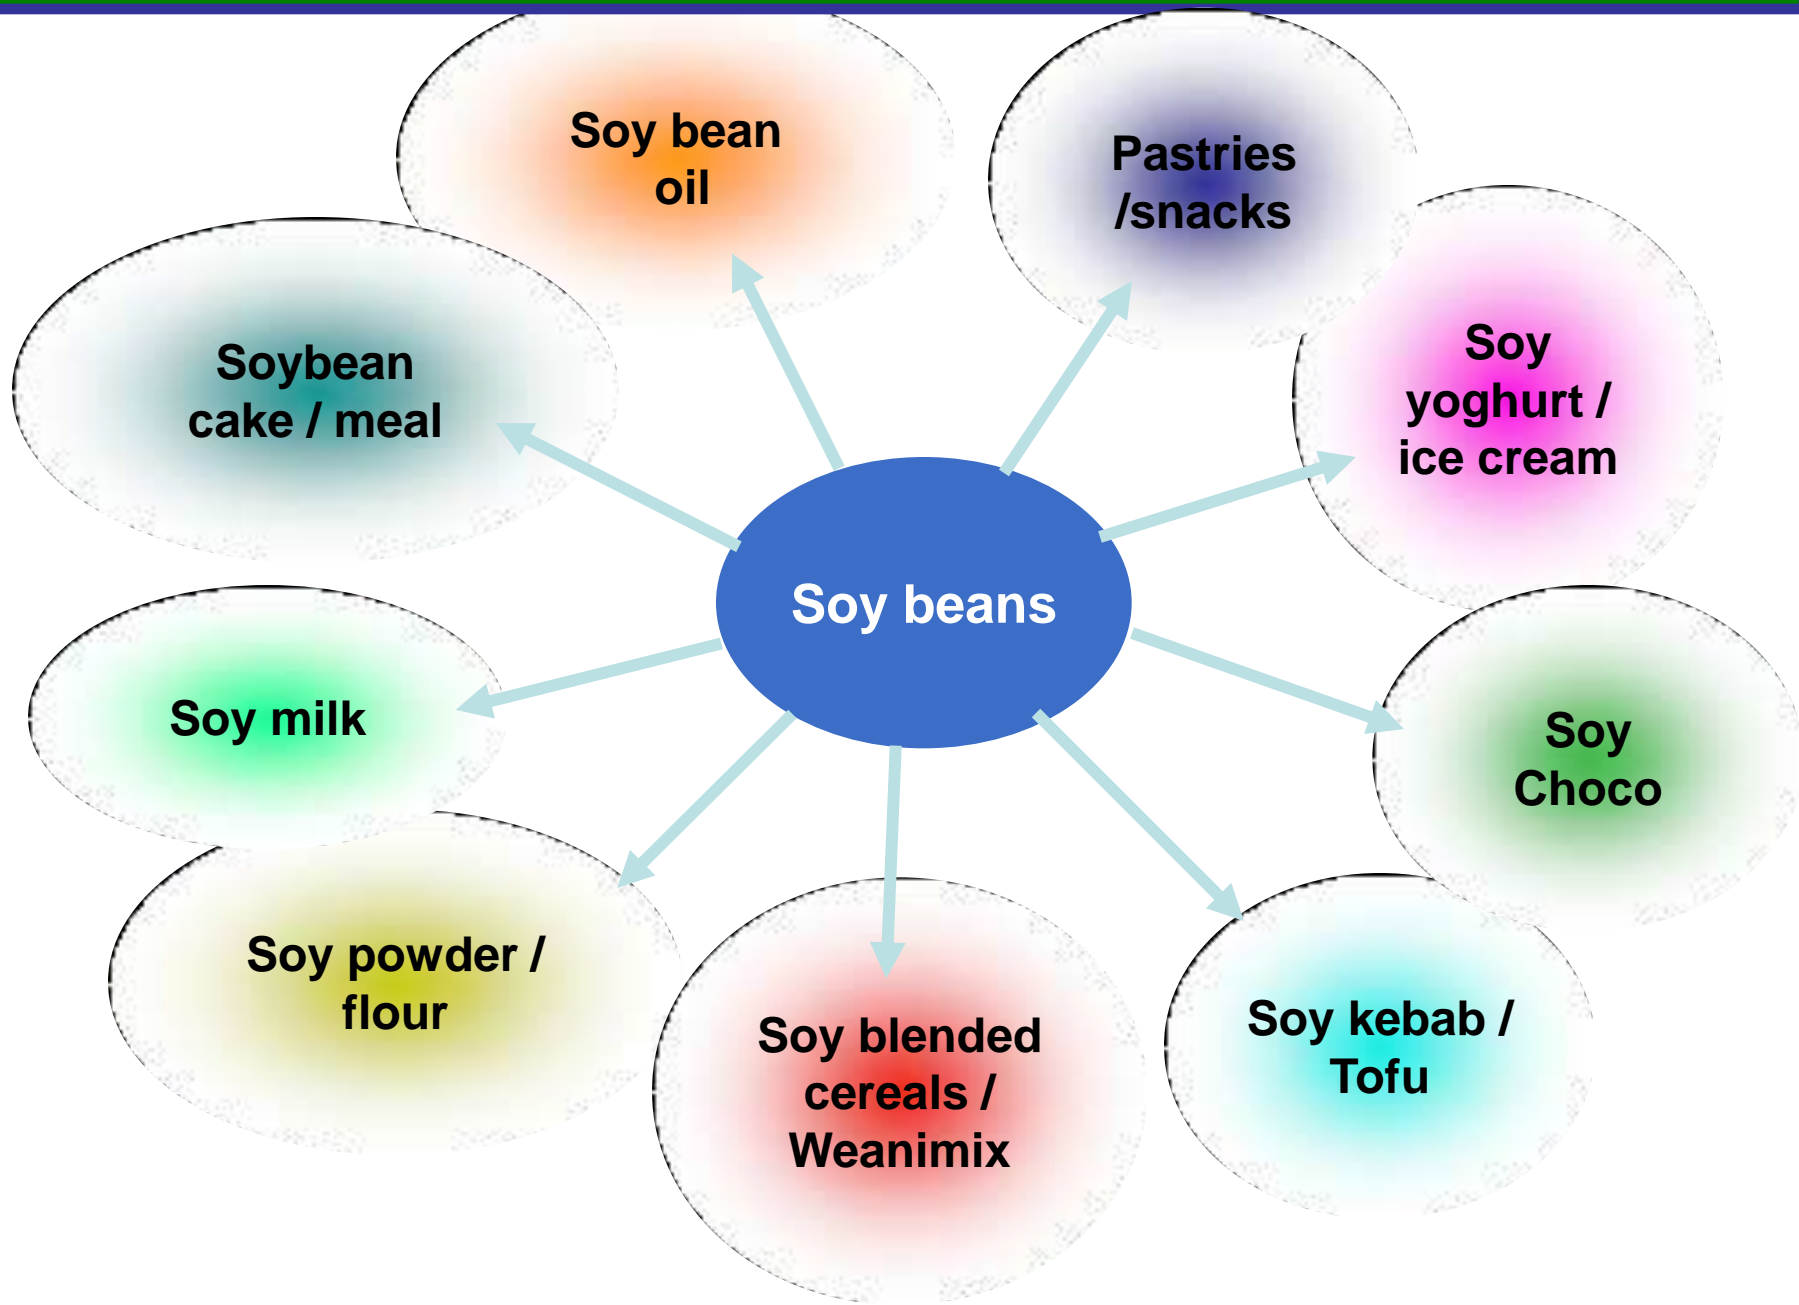 Soy bean
oil
Pastries
/snacks
Soybean
cake / meal
Soy
yoghurt /
ice cream
Soy beans
Soy milk
Soy
Choco
Soy powder /
flour
Soy blended
cereals /
Weanimix
Soy kebab /
Tofu